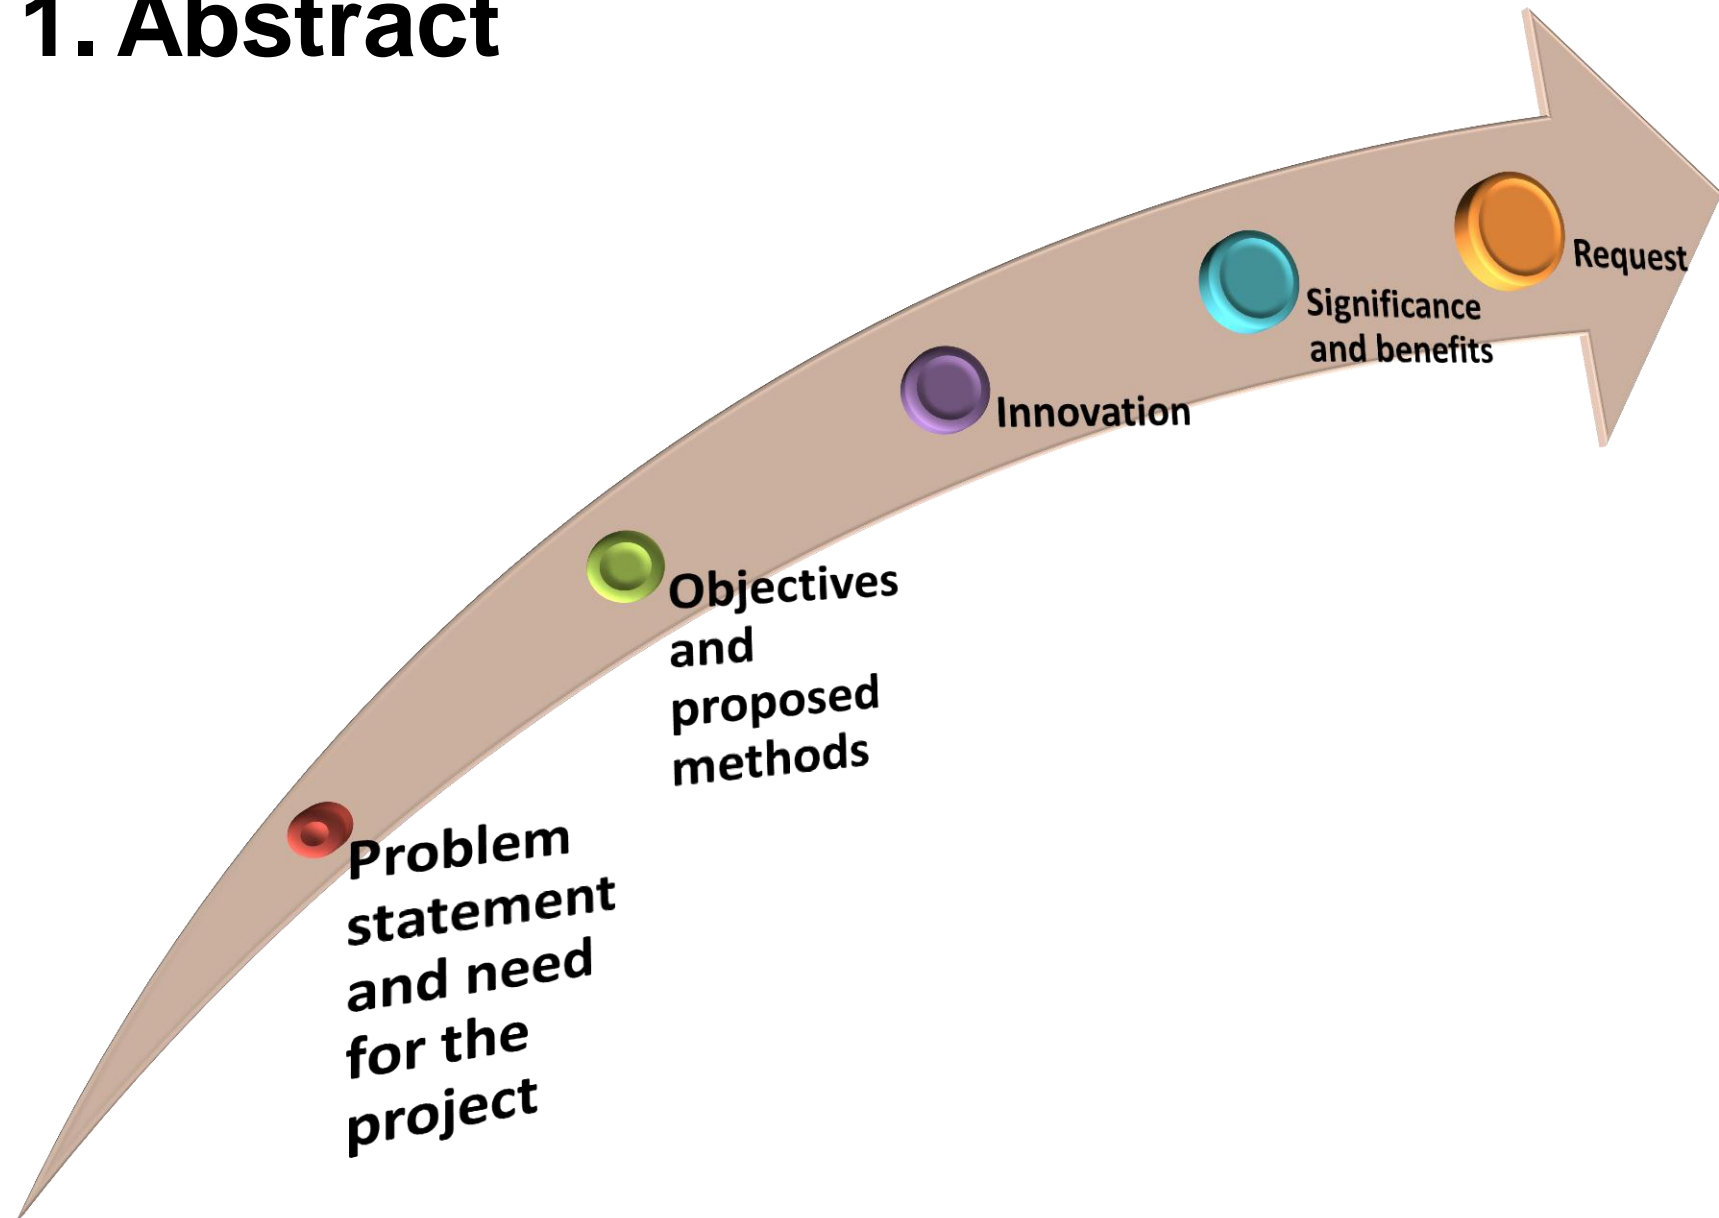 1. Abstract
Problem
statement
and need
for the
project
Objectives
and
proposed
methods
Innovation
Significance
and benefits
Request